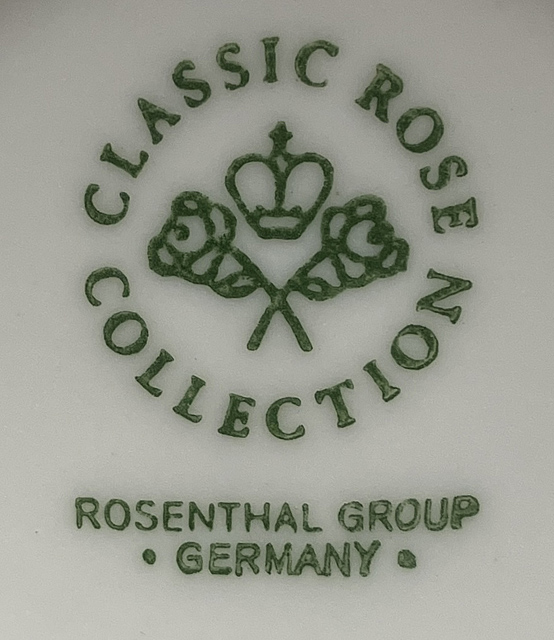 CLASSIC ROSE
COLLECTION
ROSENTHAL GROUP
• GERMANY •